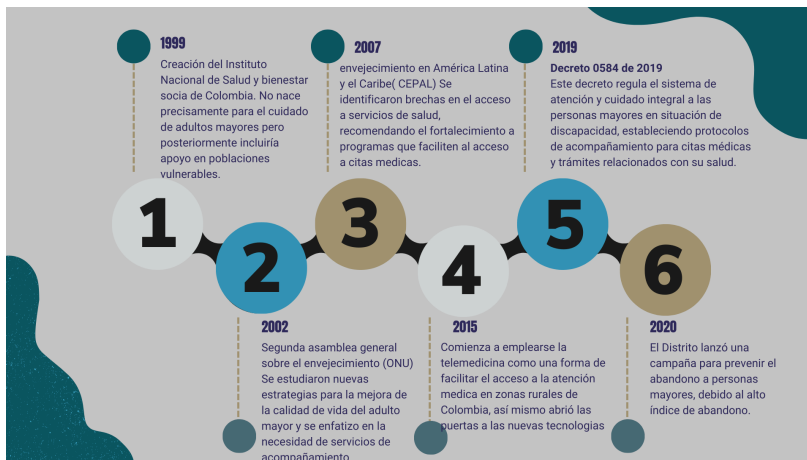 1999
Creación del Instituto
Nacional de Salud y bienestar
socia de Colombia. No nace
precisamente para el cuidado
de adultos mayores pero
posteriormente incluiría
apoyo en poblaciones
vulnerables.
2007
envejecimiento en América Latina
y el Caribe( CEPAL) Se
identificaron brechas en el acceso
a servicios de salud,
recomendando el fortalecimiento a
programas que faciliten al acceso
a citas medicas.
2019
Decreto 0584 de 2019
Este decreto regula el sistema de
atención y cuidado integral a las
personas mayores en situación de
discapacidad, estableciendo protocolos
de acompañamiento para citas médicas
y trámites relacionados con su salud.
1
2
3
4
5
6
2002
Segunda asamblea general
sobre el envejecimiento (ONU)
Se estudiaron nuevas
estrategias para la mejora de
la calidad de vida del adulto
mayor y se enfatizo en la
necesidad de servicios de
acompañamiento
2015
Comienza a emplearse la
telemedicina como una forma de
facilitar el acceso a la atención
medica en zonas rurales de
Colombia, así mismo abrió las
puertas a las nuevas tecnologias
2020
El Distrito lanzó una
campaña para prevenir el
abandono a personas
mayores, debido al alto
índice de abandono.